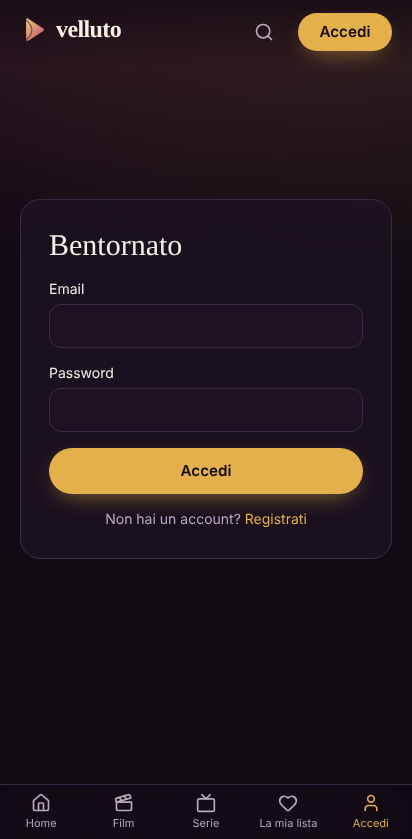 velluto
Accedi
Bentornato
Email
Password
Accedi
Non hai un account? Registrati
Home
Film
Serie
La mia lista
Accedi